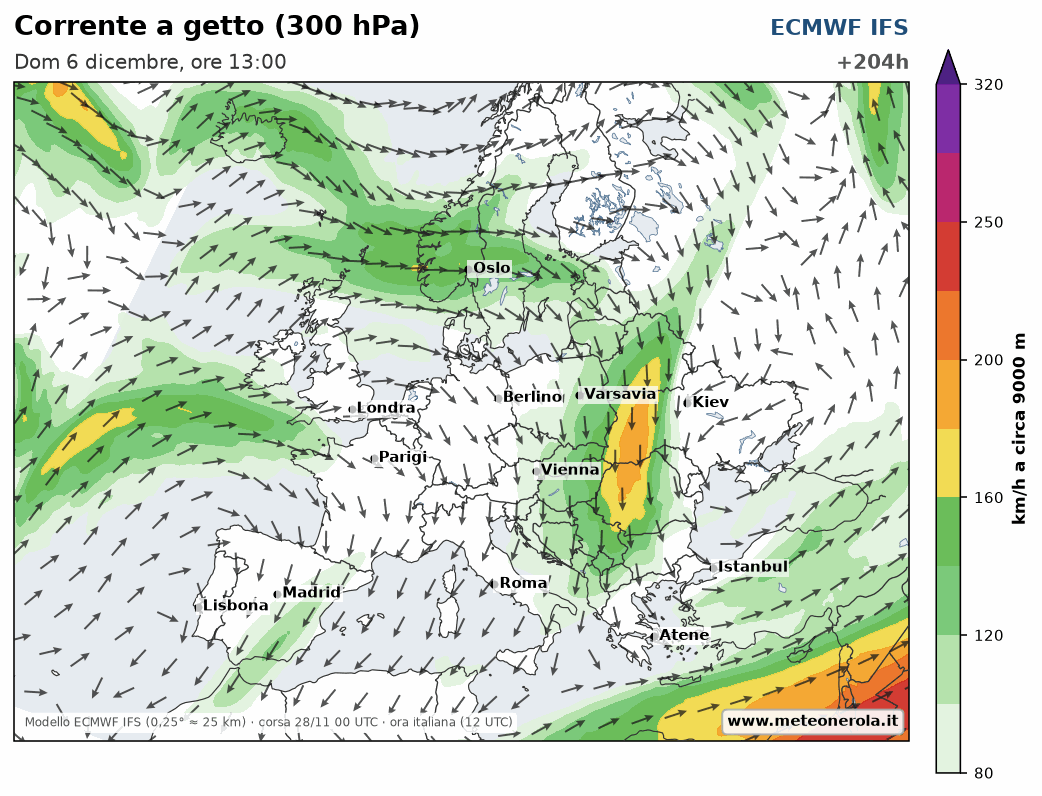 Corrente a getto (300 hPa)
ECMWF IFS
Dom 6 dicembre, ore 13:00
+204h
320
250
200
160
120
80
km/h a circa 9000 m
Oslo
Berlino
Varsavia
Kiev
Londra
Parigi
Vienna
Istanbul
Roma
Madrid
Lisbona
Atene
Modello ECMWF IFS (0,25° ≈ 25 km) · corsa 28/11 00 UTC · ora italiana (12 UTC)
www.meteonerola.it